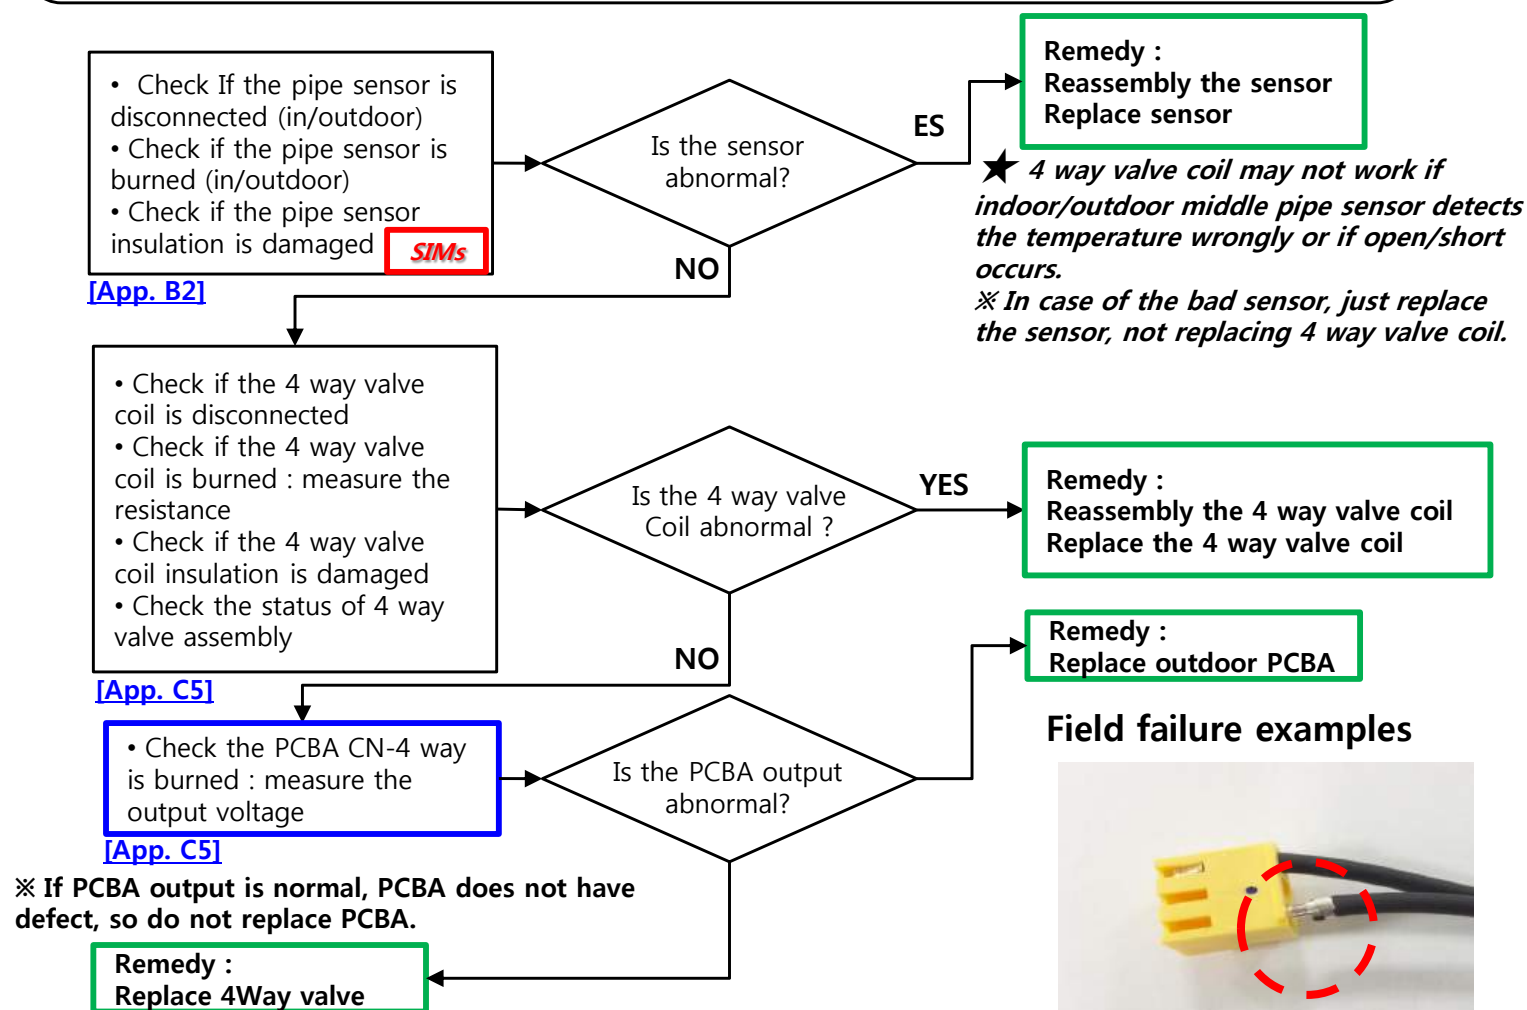 • Check If the pipe sensor is
disconnected (in/outdoor)
• Check if the pipe sensor is
burned (in/outdoor)
• Check if the pipe sensor
insulation is damaged
SIMs
[App. B2]
Is the sensor
abnormal?
ES
NO
Remedy :
Reassembly the sensor
Replace sensor
★ 4 way valve coil may not work if
indoor/outdoor middle pipe sensor detects
the temperature wrongly or if open/short
occurs.
※ In case of the bad sensor, just replace
the sensor, not replacing 4 way valve coil.
• Check if the 4 way valve
coil is disconnected
• Check if the 4 way valve
coil is burned : measure the
resistance
• Check if the 4 way valve
coil insulation is damaged
• Check the status of 4 way
valve assembly
[App. C5]
Is the 4 way valve
Coil abnormal ?
YES
NO
Remedy :
Reassembly the 4 way valve coil
Replace the 4 way valve coil
• Check the PCBA CN-4 way
is burned : measure the
output voltage
[App. C5]
Is the PCBA output
abnormal?
Remedy :
Replace outdoor PCBA
※ If PCBA output is normal, PCBA does not have
defect, so do not replace PCBA.
Remedy :
Replace 4Way valve
Field failure examples